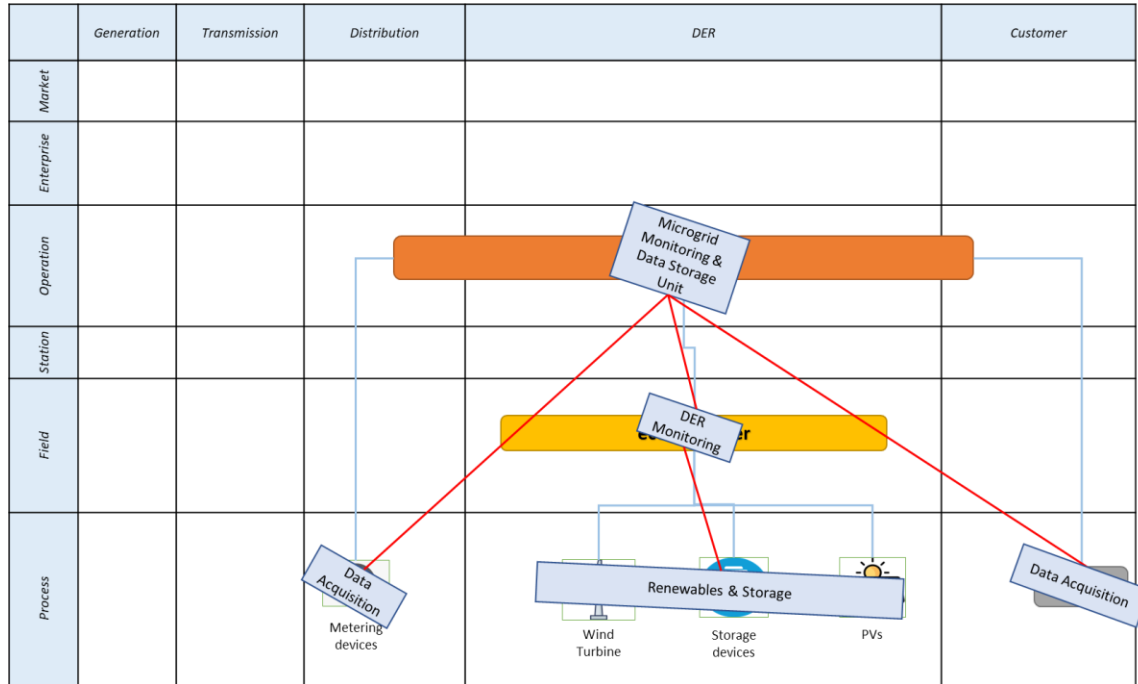 Generation
Transmission
Distribution
DER
Customer
Market
Enterprise
Operation
Microgrid
Monitoring &
Data Storage
Unit
Station
Field
DER
Monitoring
Process
Data
Acquisition
Renewables & Storage
Data Acquisition
Metering
devices
Wind
Turbine
Storage
devices
PVs